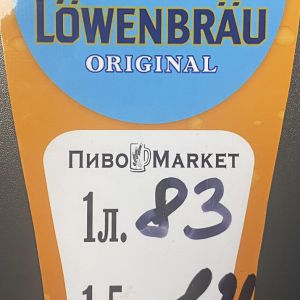 LÖWENBRÄU
ORIGINAL
ПИВО MARKET
1л. 83